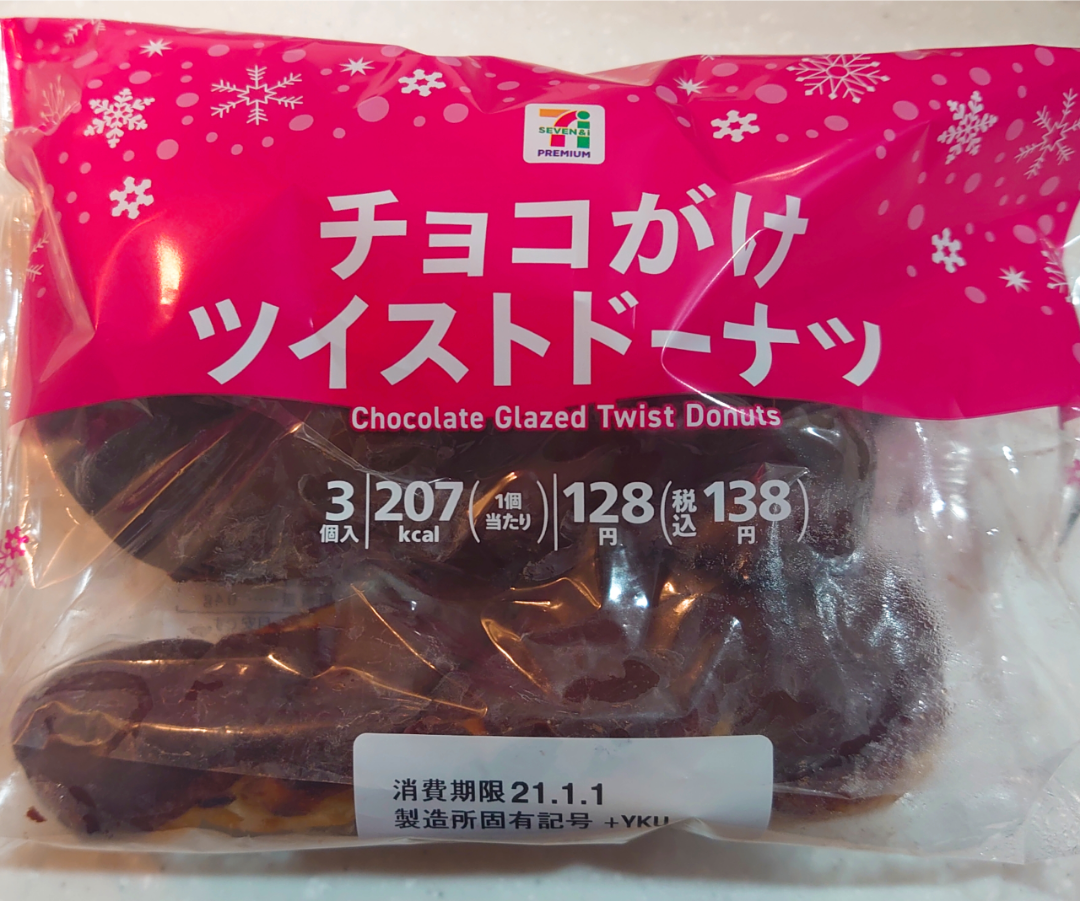 SEVEN&i
PREMIUM
チョコがけ
ツイストドーナツ
Chocolate Glazed Twist Donuts
3個入 207kcal (1個当たり) 128円 (税込138円)
消費期限 21.1.1
製造所固有記号 +YKU